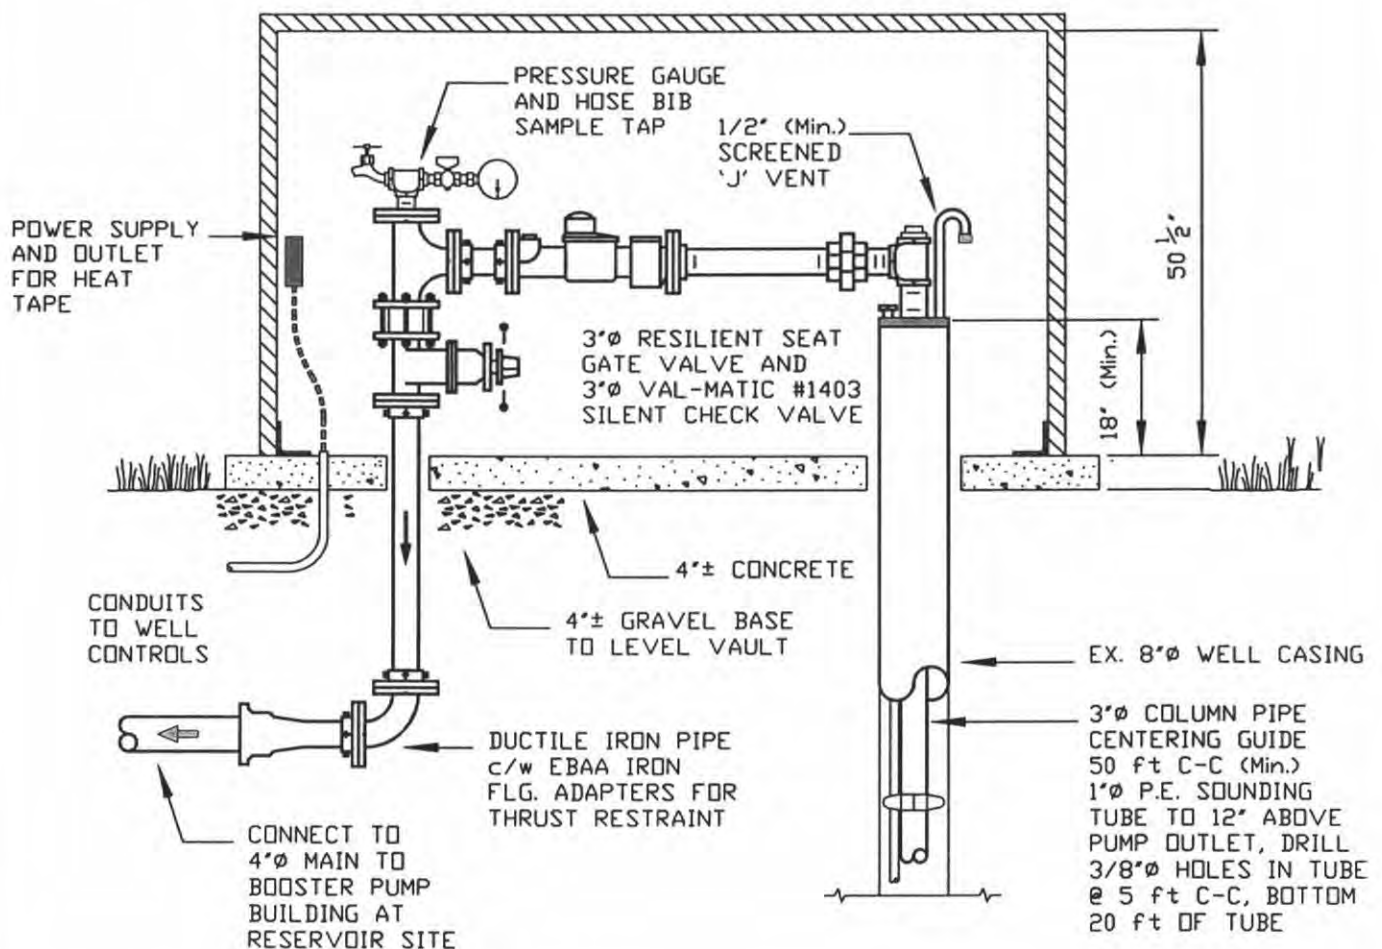 PRESSURE GAUGE
AND HOSE BIB
SAMPLE TAP
1/2" (Min.)
SCREENED
'J' VENT
POWER SUPPLY
AND OUTLET
FOR HEAT
TAPE
50 1/2"
18" (Min.)
3"Ø RESILIENT SEAT
GATE VALVE AND
3"Ø VAL-MATIC #1403
SILENT CHECK VALVE
4"± CONCRETE
4"± GRAVEL BASE
TO LEVEL VAULT
CONDUITS
TO WELL
CONTROLS
EX. 8"Ø WELL CASING
3"Ø COLUMN PIPE
CENTERING GUIDE
50 ft C-C (Min.)
1"Ø P.E. SOUNDING
TUBE TO 12" ABOVE
PUMP OUTLET, DRILL
3/8"Ø HOLES IN TUBE
@ 5 ft C-C, BOTTOM
20 ft OF TUBE
DUCTILE IRON PIPE
c/w EBAA IRON
FLG. ADAPTERS FOR
THRUST RESTRAINT
CONNECT TO
4"Ø MAIN TO
BOOSTER PUMP
BUILDING AT
RESERVOIR SITE